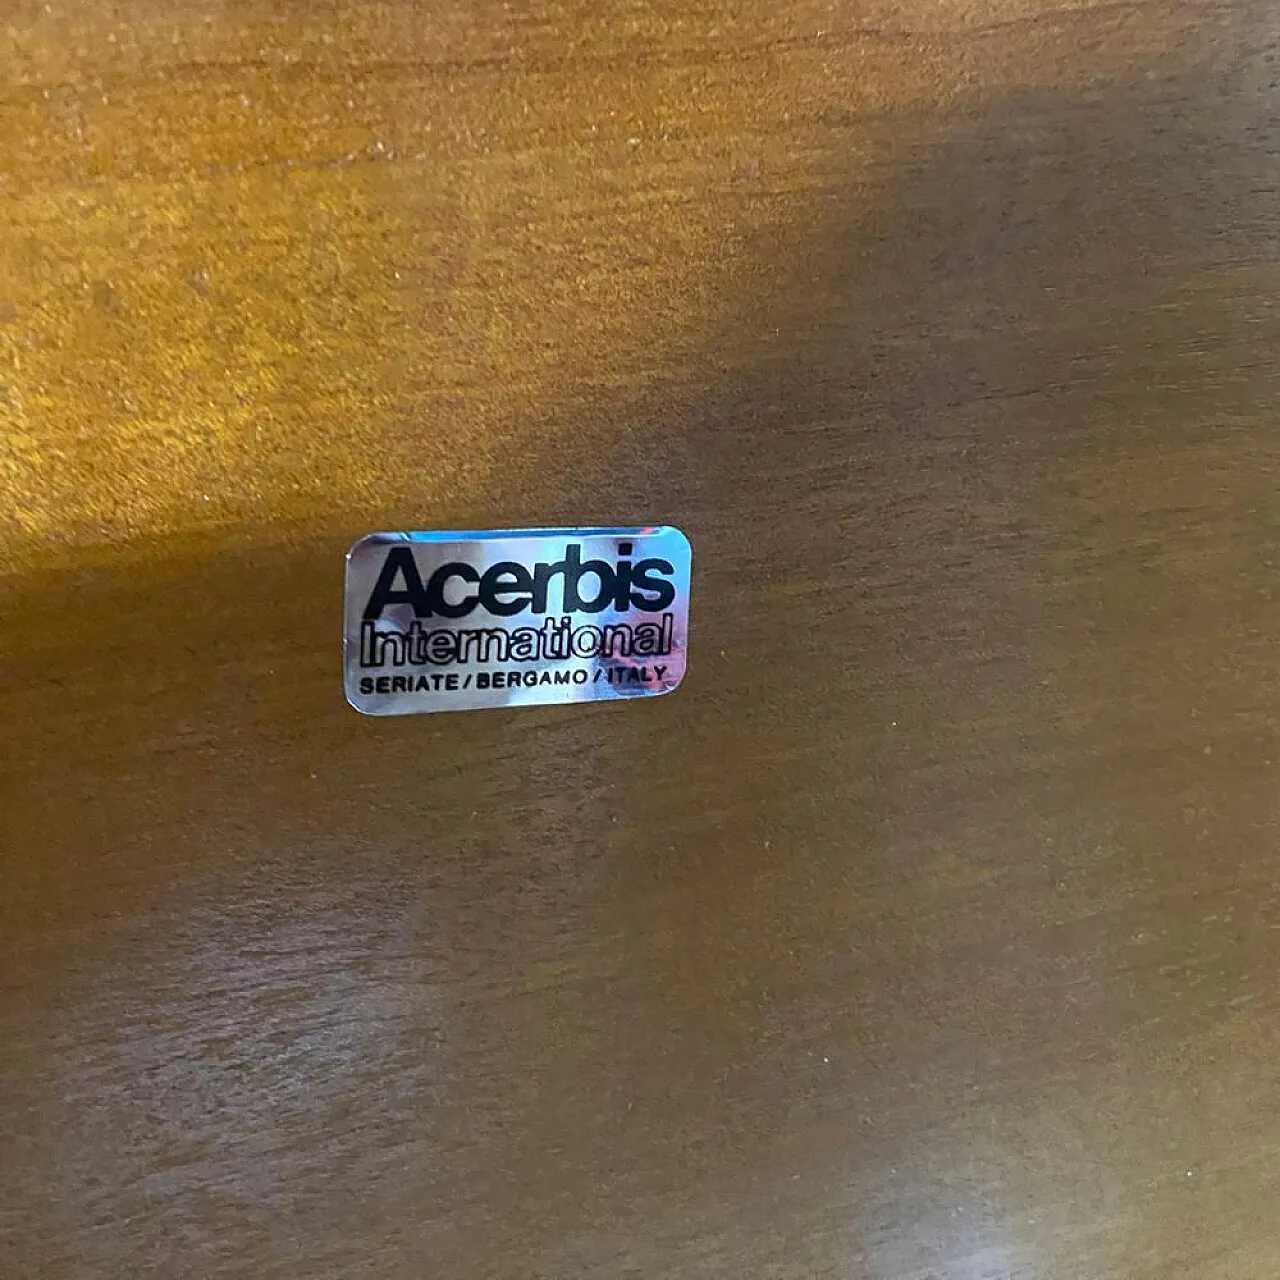 Acerbis
International
SERIATE/BERGAMO/ITALY